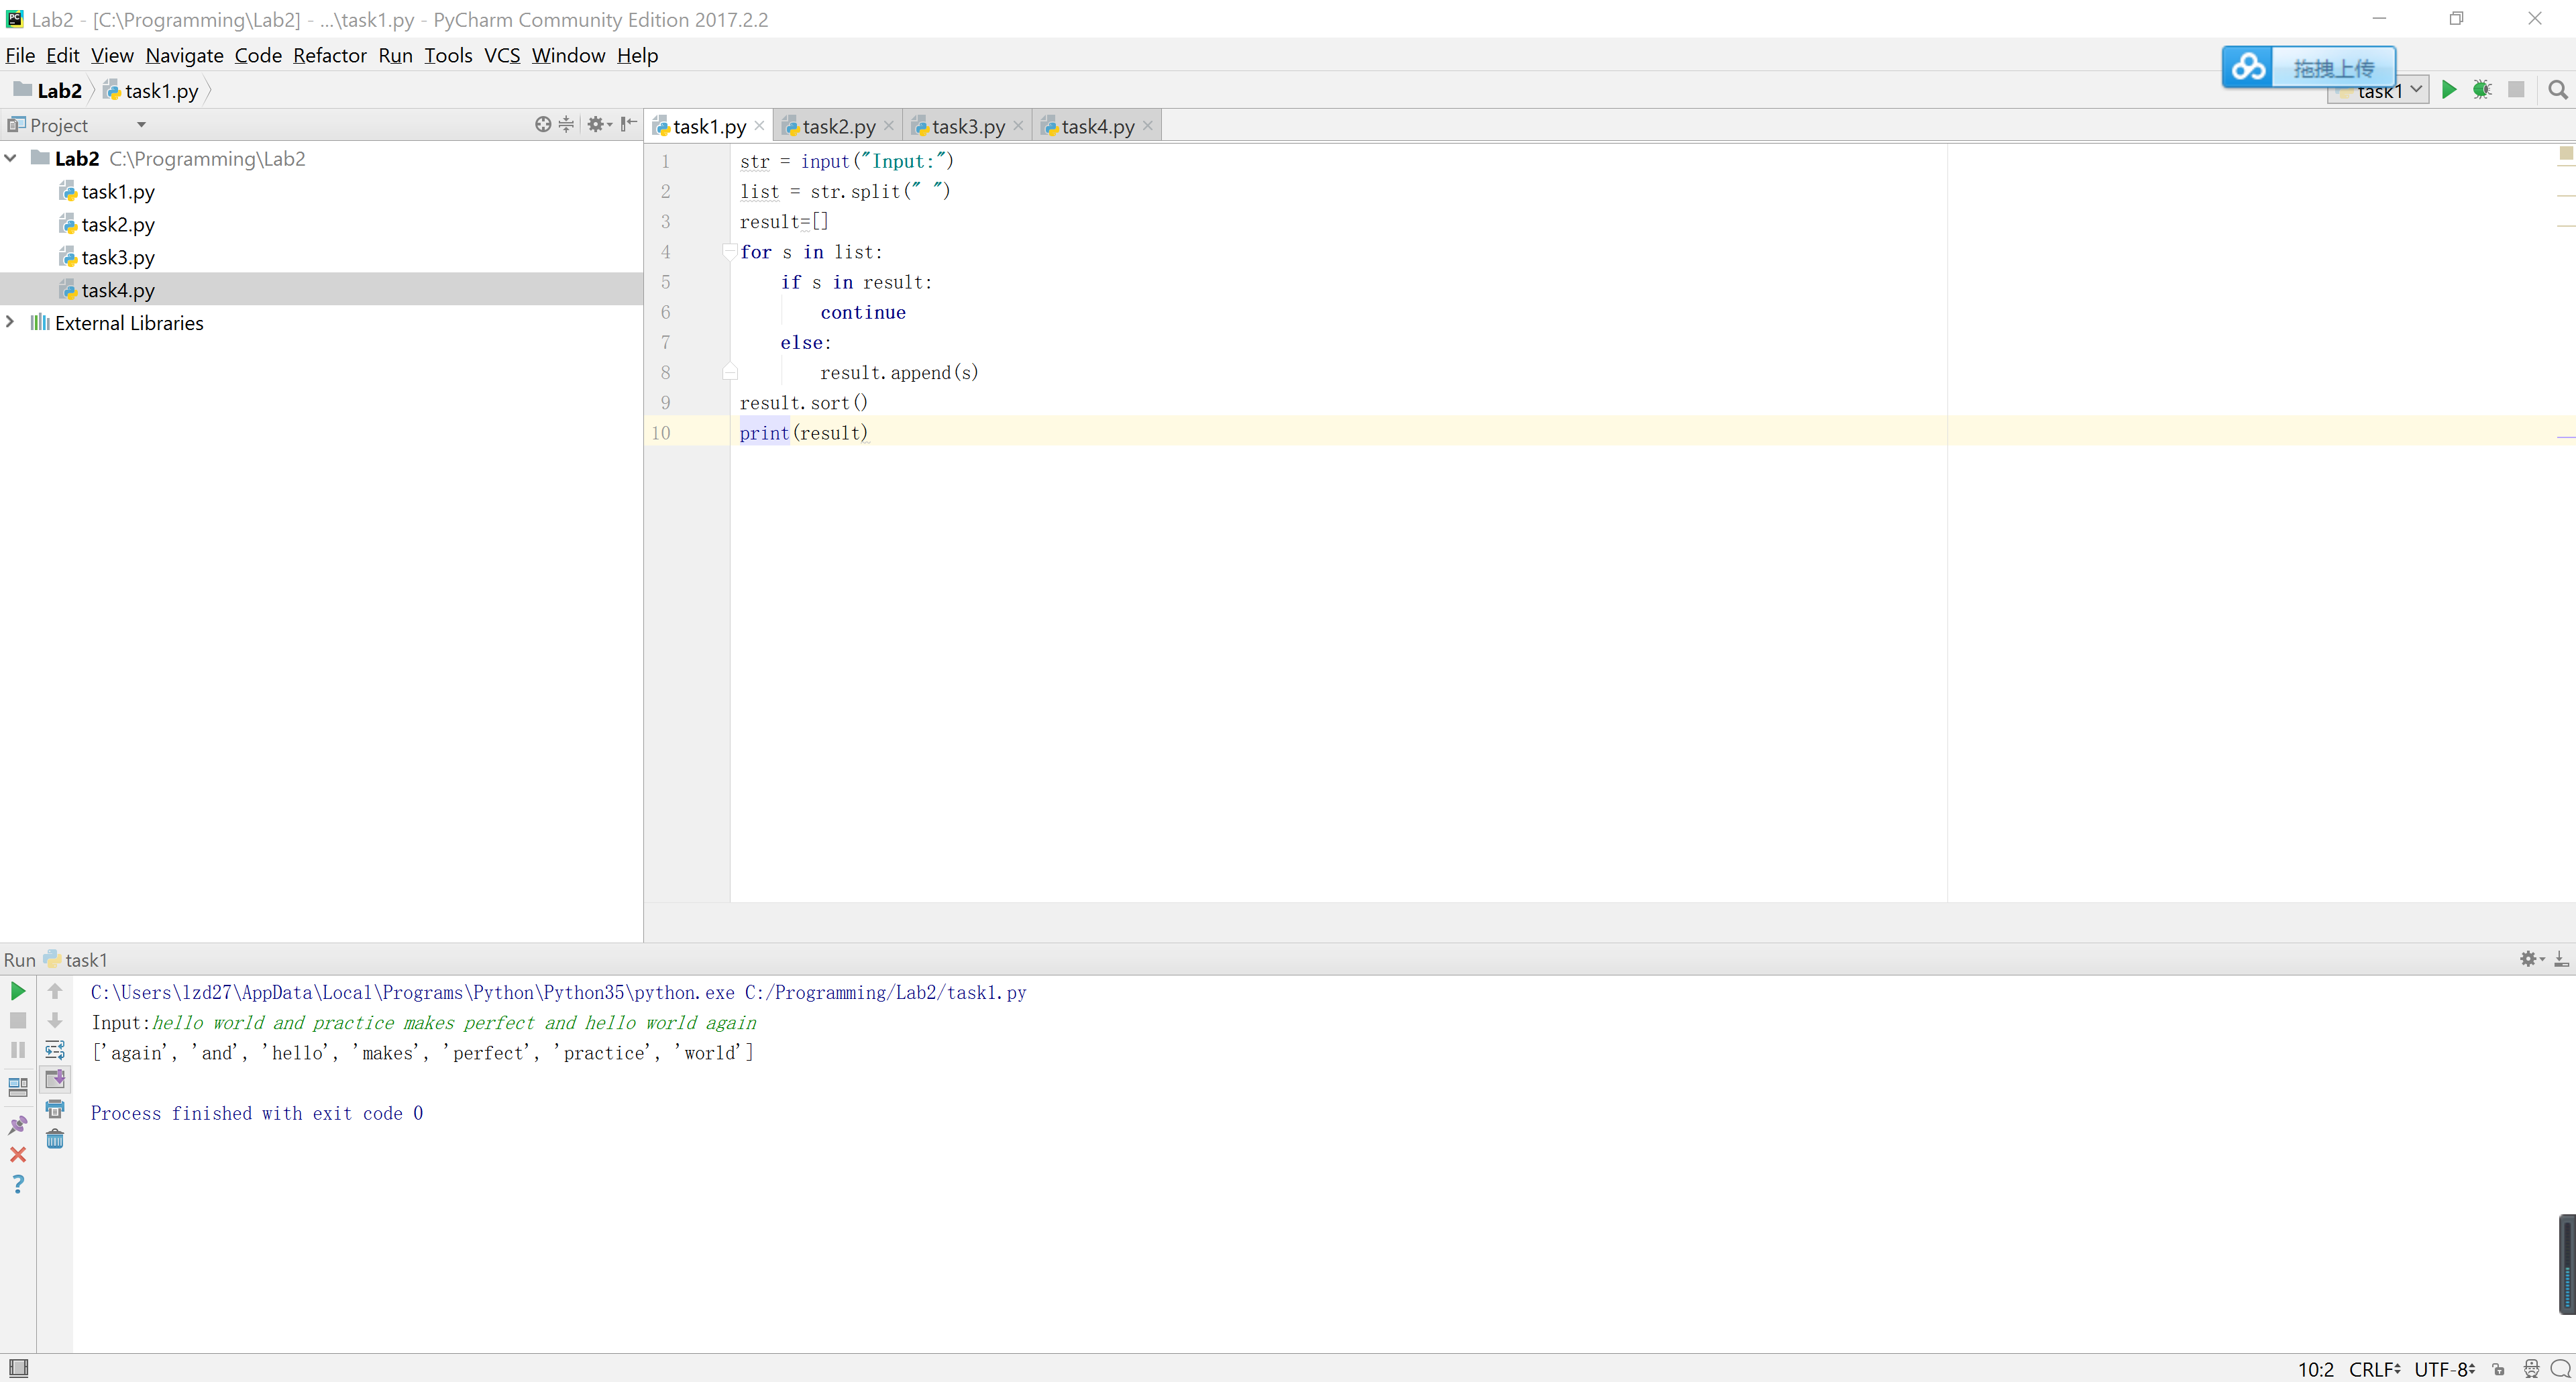 Lab2 - [C:\Programming\Lab2] - ...\task1.py - PyCharm Community Edition 2017.2.2
File Edit View Navigate Code Refactor Run Tools VCS Window Help
拖拽上传
Lab2 task1.py
task1
Project
task1.py task2.py task3.py task4.py
Lab2 C:\Programming\Lab2
task1.py
task2.py
task3.py
task4.py
External Libraries
1 str = input("Input:")
2 list = str.split(" ")
3 result=[]
4 for s in list:
5 if s in result:
6 continue
7 else:
8 result.append(s)
9 result.sort()
10 print(result)
Run task1
C:\Users\lzd27\AppData\Local\Programs\Python\Python35\python.exe C:/Programming/Lab2/task1.py
Input:hello world and practice makes perfect and hello world again
['again', 'and', 'hello', 'makes', 'perfect', 'practice', 'world']
Process finished with exit code 0
10:2 CRLF UTF-8